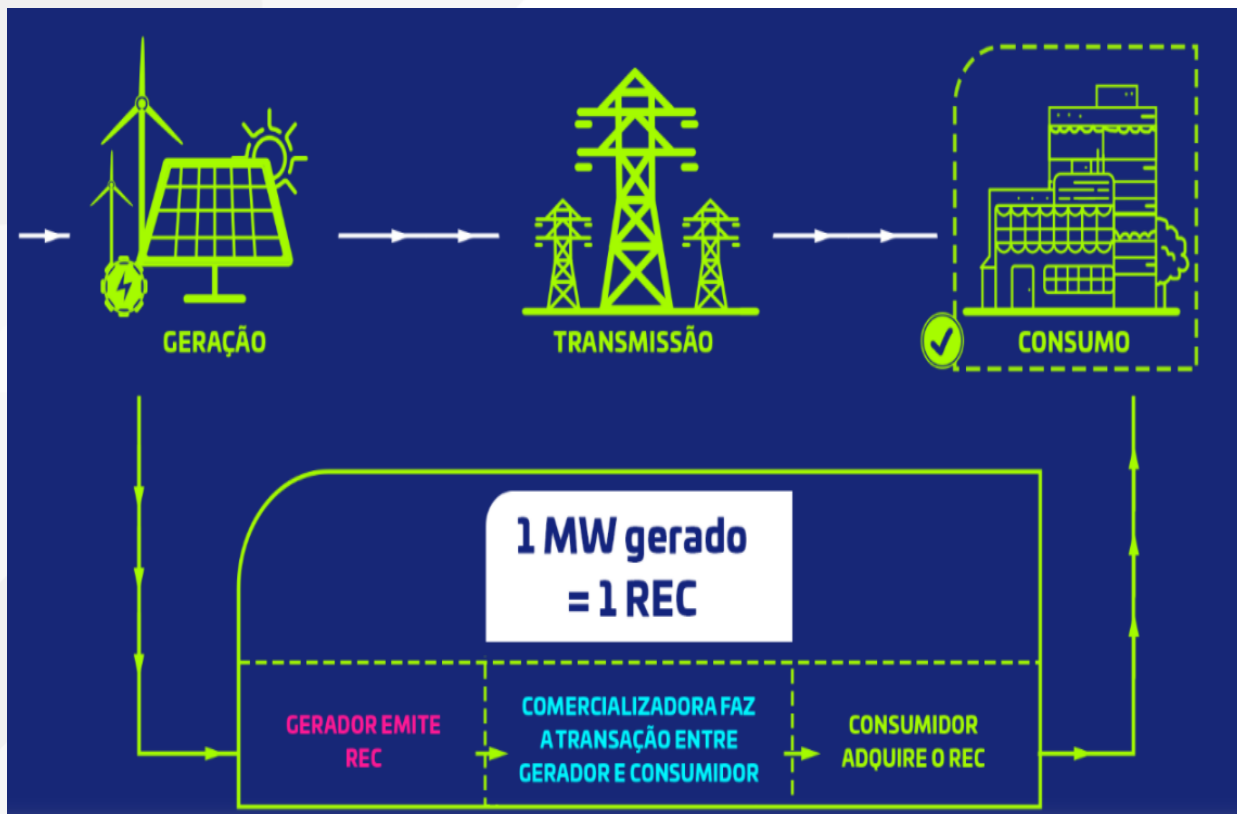 GERAÇÃO
TRANSMISSÃO
CONSUMO
1 MW gerado
= 1 REC
GERADOR EMITE
REC
COMERCIALIZADORA FAZ
A TRANSAÇÃO ENTRE
GERADOR E CONSUMIDOR
CONSUMIDOR
ADQUIRE O REC